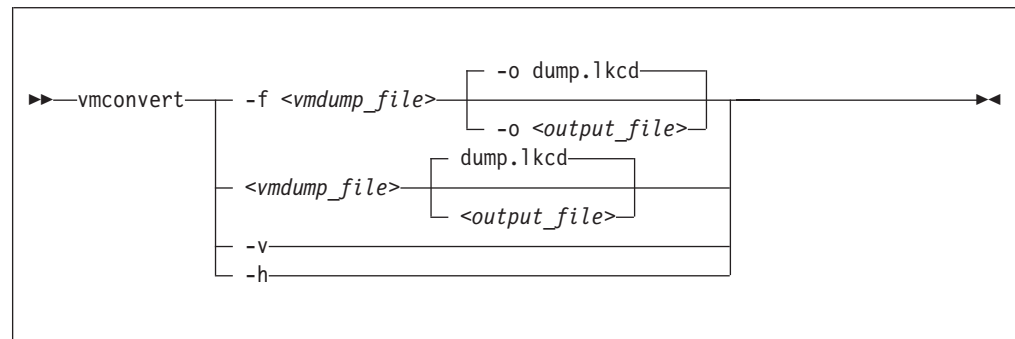 -o dump.lkcd
vmconvert -f <vmdump_file>
-o <output_file>
dump.lkcd
<vmdump_file>
<output_file>
-v
-h